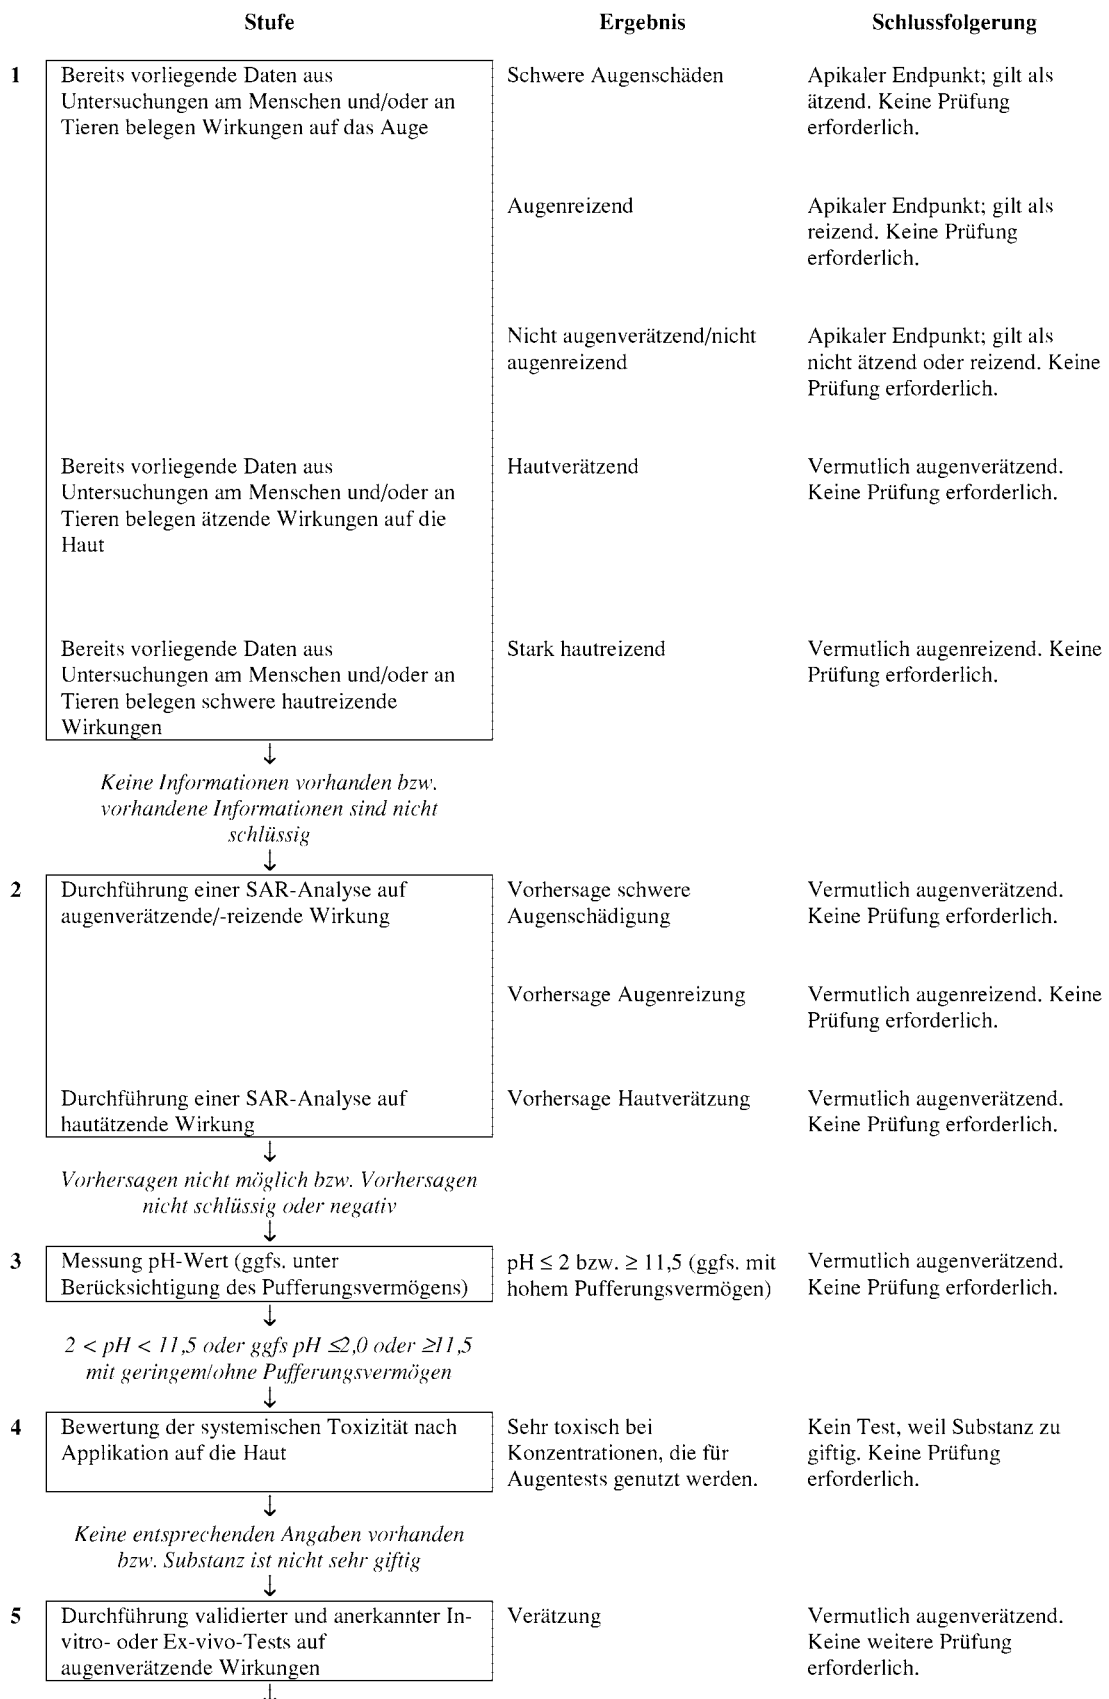 Stufe Ergebnis Schlussfolgerung
1 Bereits vorliegende Daten aus Schwere Augenschäden Apikaler Endpunkt; gilt als
Untersuchungen am Menschen und/oder an ätzend. Keine Prüfung
Tieren belegen Wirkungen auf das Auge erforderlich.
Augenreizend Apikaler Endpunkt; gilt als
reizend. Keine Prüfung
erforderlich.
Nicht augenverätzend/nicht Apikaler Endpunkt; gilt als
augenreizend nicht ätzend oder reizend. Keine
Prüfung erforderlich.
Bereits vorliegende Daten aus Hautverätzend Vermutlich augenverätzend.
Untersuchungen am Menschen und/oder an Keine Prüfung erforderlich.
Tieren belegen ätzende Wirkungen auf die
Haut
Bereits vorliegende Daten aus Stark hautreizend Vermutlich augenreizend. Keine
Untersuchungen am Menschen und/oder an Prüfung erforderlich.
Tieren belegen schwere hautreizende
Wirkungen
↓
Keine Informationen vorhanden bzw.
vorhandene Informationen sind nicht
schlüssig
↓
2 Durchführung einer SAR-Analyse auf Vorhersage schwere Vermutlich augenverätzend.
augenverätzende/-reizende Wirkung Augenschädigung Keine Prüfung erforderlich.
Vorhersage Augenreizung Vermutlich augenreizend. Keine
Prüfung erforderlich.
Durchführung einer SAR-Analyse auf Vorhersage Hautverätzung Vermutlich augenverätzend.
hautätzende Wirkung Keine Prüfung erforderlich.
↓
Vorhersagen nicht möglich bzw. Vorhersagen
nicht schlüssig oder negativ
↓
3 Messung pH-Wert (ggfs. unter pH ≤ 2 bzw. ≥ 11,5 (ggfs. mit Vermutlich augenverätzend.
Berücksichtigung des Pufferungsvermögens) hohem Pufferungsvermögen) Keine Prüfung erforderlich.
↓
2 < pH < 11,5 oder ggfs pH ≤2,0 oder ≥11,5
mit geringem/ohne Pufferungsvermögen
↓
4 Bewertung der systemischen Toxizität nach Sehr toxisch bei Kein Test, weil Substanz zu
Applikation auf die Haut Konzentrationen, die für giftig. Keine Prüfung
Augentests genutzt werden. erforderlich.
↓
Keine entsprechenden Angaben vorhanden
bzw. Substanz ist nicht sehr giftig
↓
5 Durchführung validierter und anerkannter In- Verätzung Vermutlich augenverätzend.
vitro- oder Ex-vivo-Tests auf Keine weitere Prüfung
augenverätzende Wirkungen erforderlich.
↓